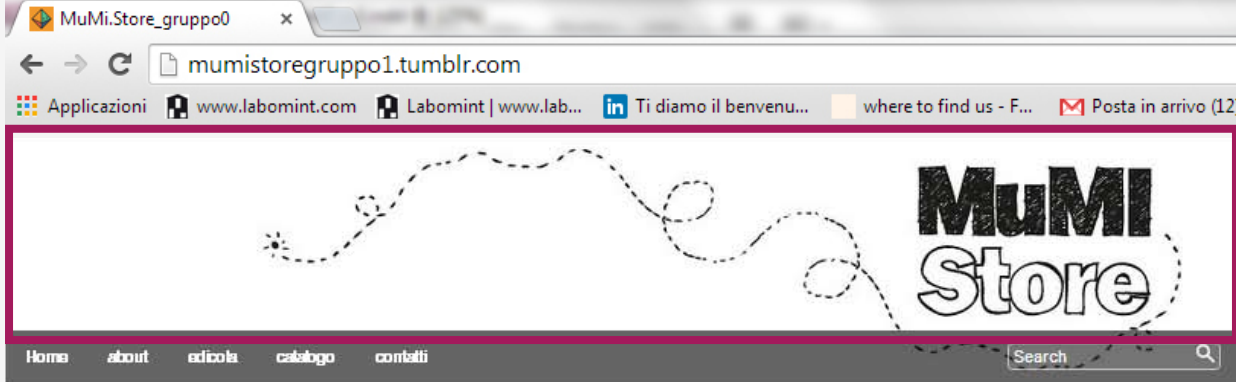 MuMi.Store_gruppo0
mumistoregruppo1.tumblr.com
Applicazioni www.labomint.com Labomint | www.lab... Ti diamo il benvenu... where to find us - F... Posta in arrivo (12)
MuMI
Store
Home about edicola catalogo contatti Search